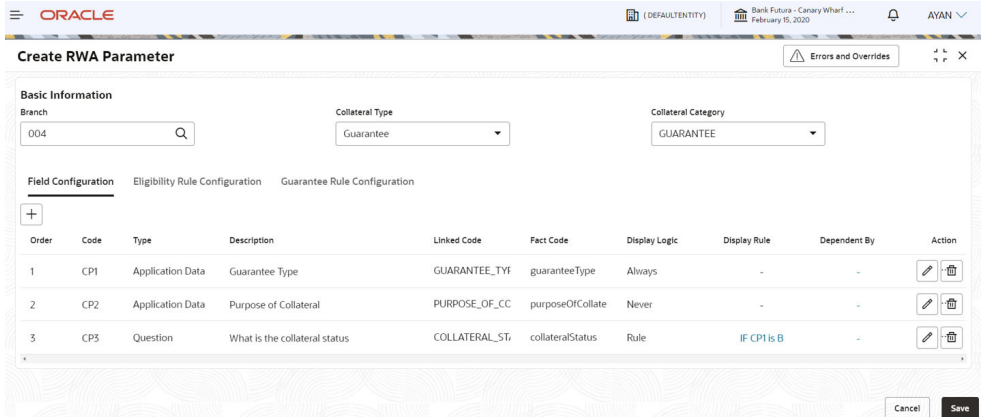 ORACLE
( DEFAULTENTITY)
Bank Futura - Canary Wharf ...
February 15, 2020
AYAN
Create RWA Parameter
Errors and Overrides
Basic Information
Branch Collateral Type Collateral Category
004 Guarantee GUARANTEE
Field Configuration Eligibility Rule Configuration Guarantee Rule Configuration
Order Code Type Description Linked Code Fact Code Display Logic Display Rule Dependent By Action
1 CP1 Application Data Guarantee Type GUARANTEE_TYF guaranteeType Always - -
2 CP2 Application Data Purpose of Collateral PURPOSE_OF_CC purposeOfCollate Never - -
3 CP3 Question What is the collateral status COLLATERAL_ST. collateralStatus Rule IF CP1 is B -
Cancel Save